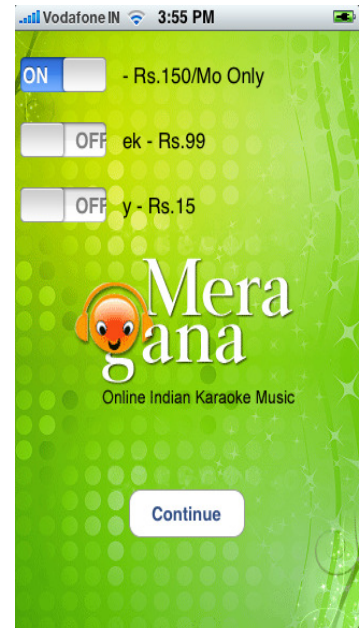 Vodafone IN 3:55 PM
ON - Rs.150/Mo Only
OFF ek - Rs.99
OFF y - Rs.15
Mera
gana
Online Indian Karaoke Music
Continue